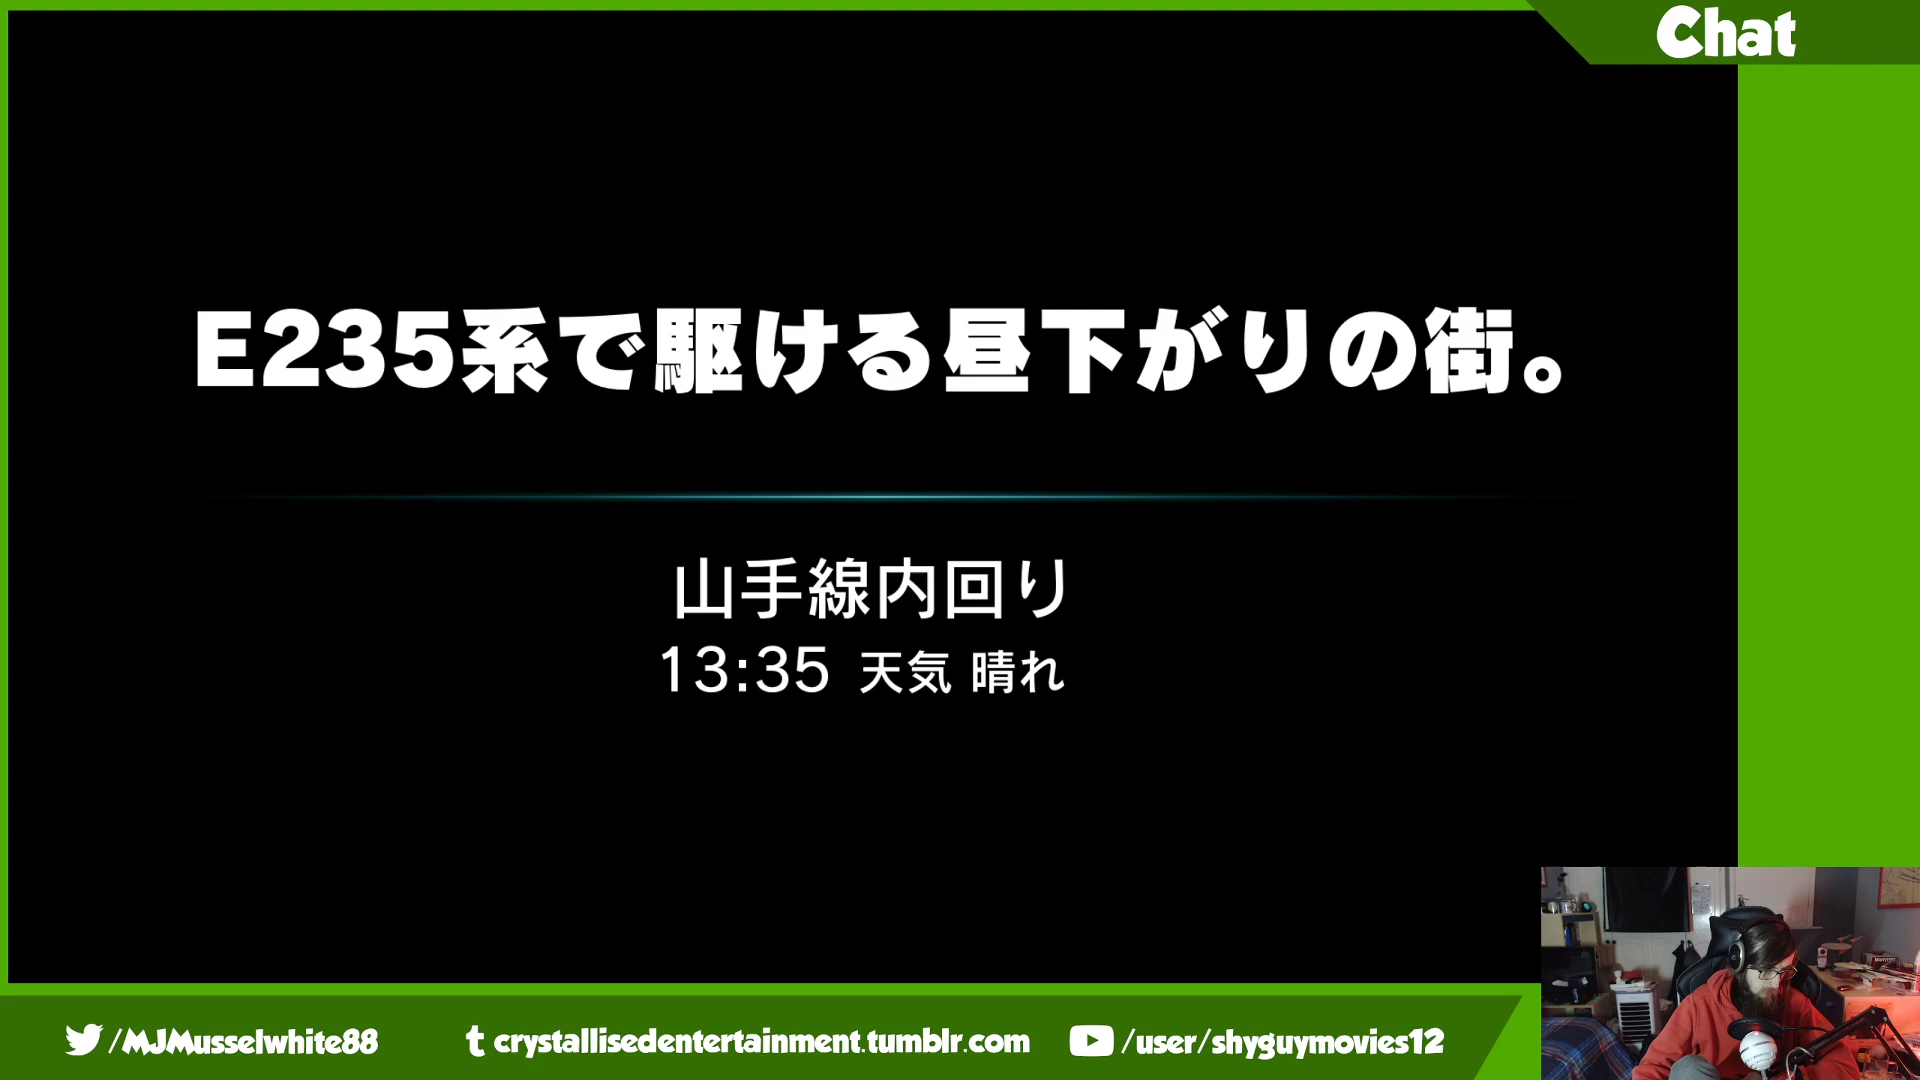 Chat
E235系で駆ける昼下がりの街。
山手線内回り
13:35 天気 晴れ
/MJMusselwhite88
crystallisedentertainment.tumblr.com
/user/shyguymovies12